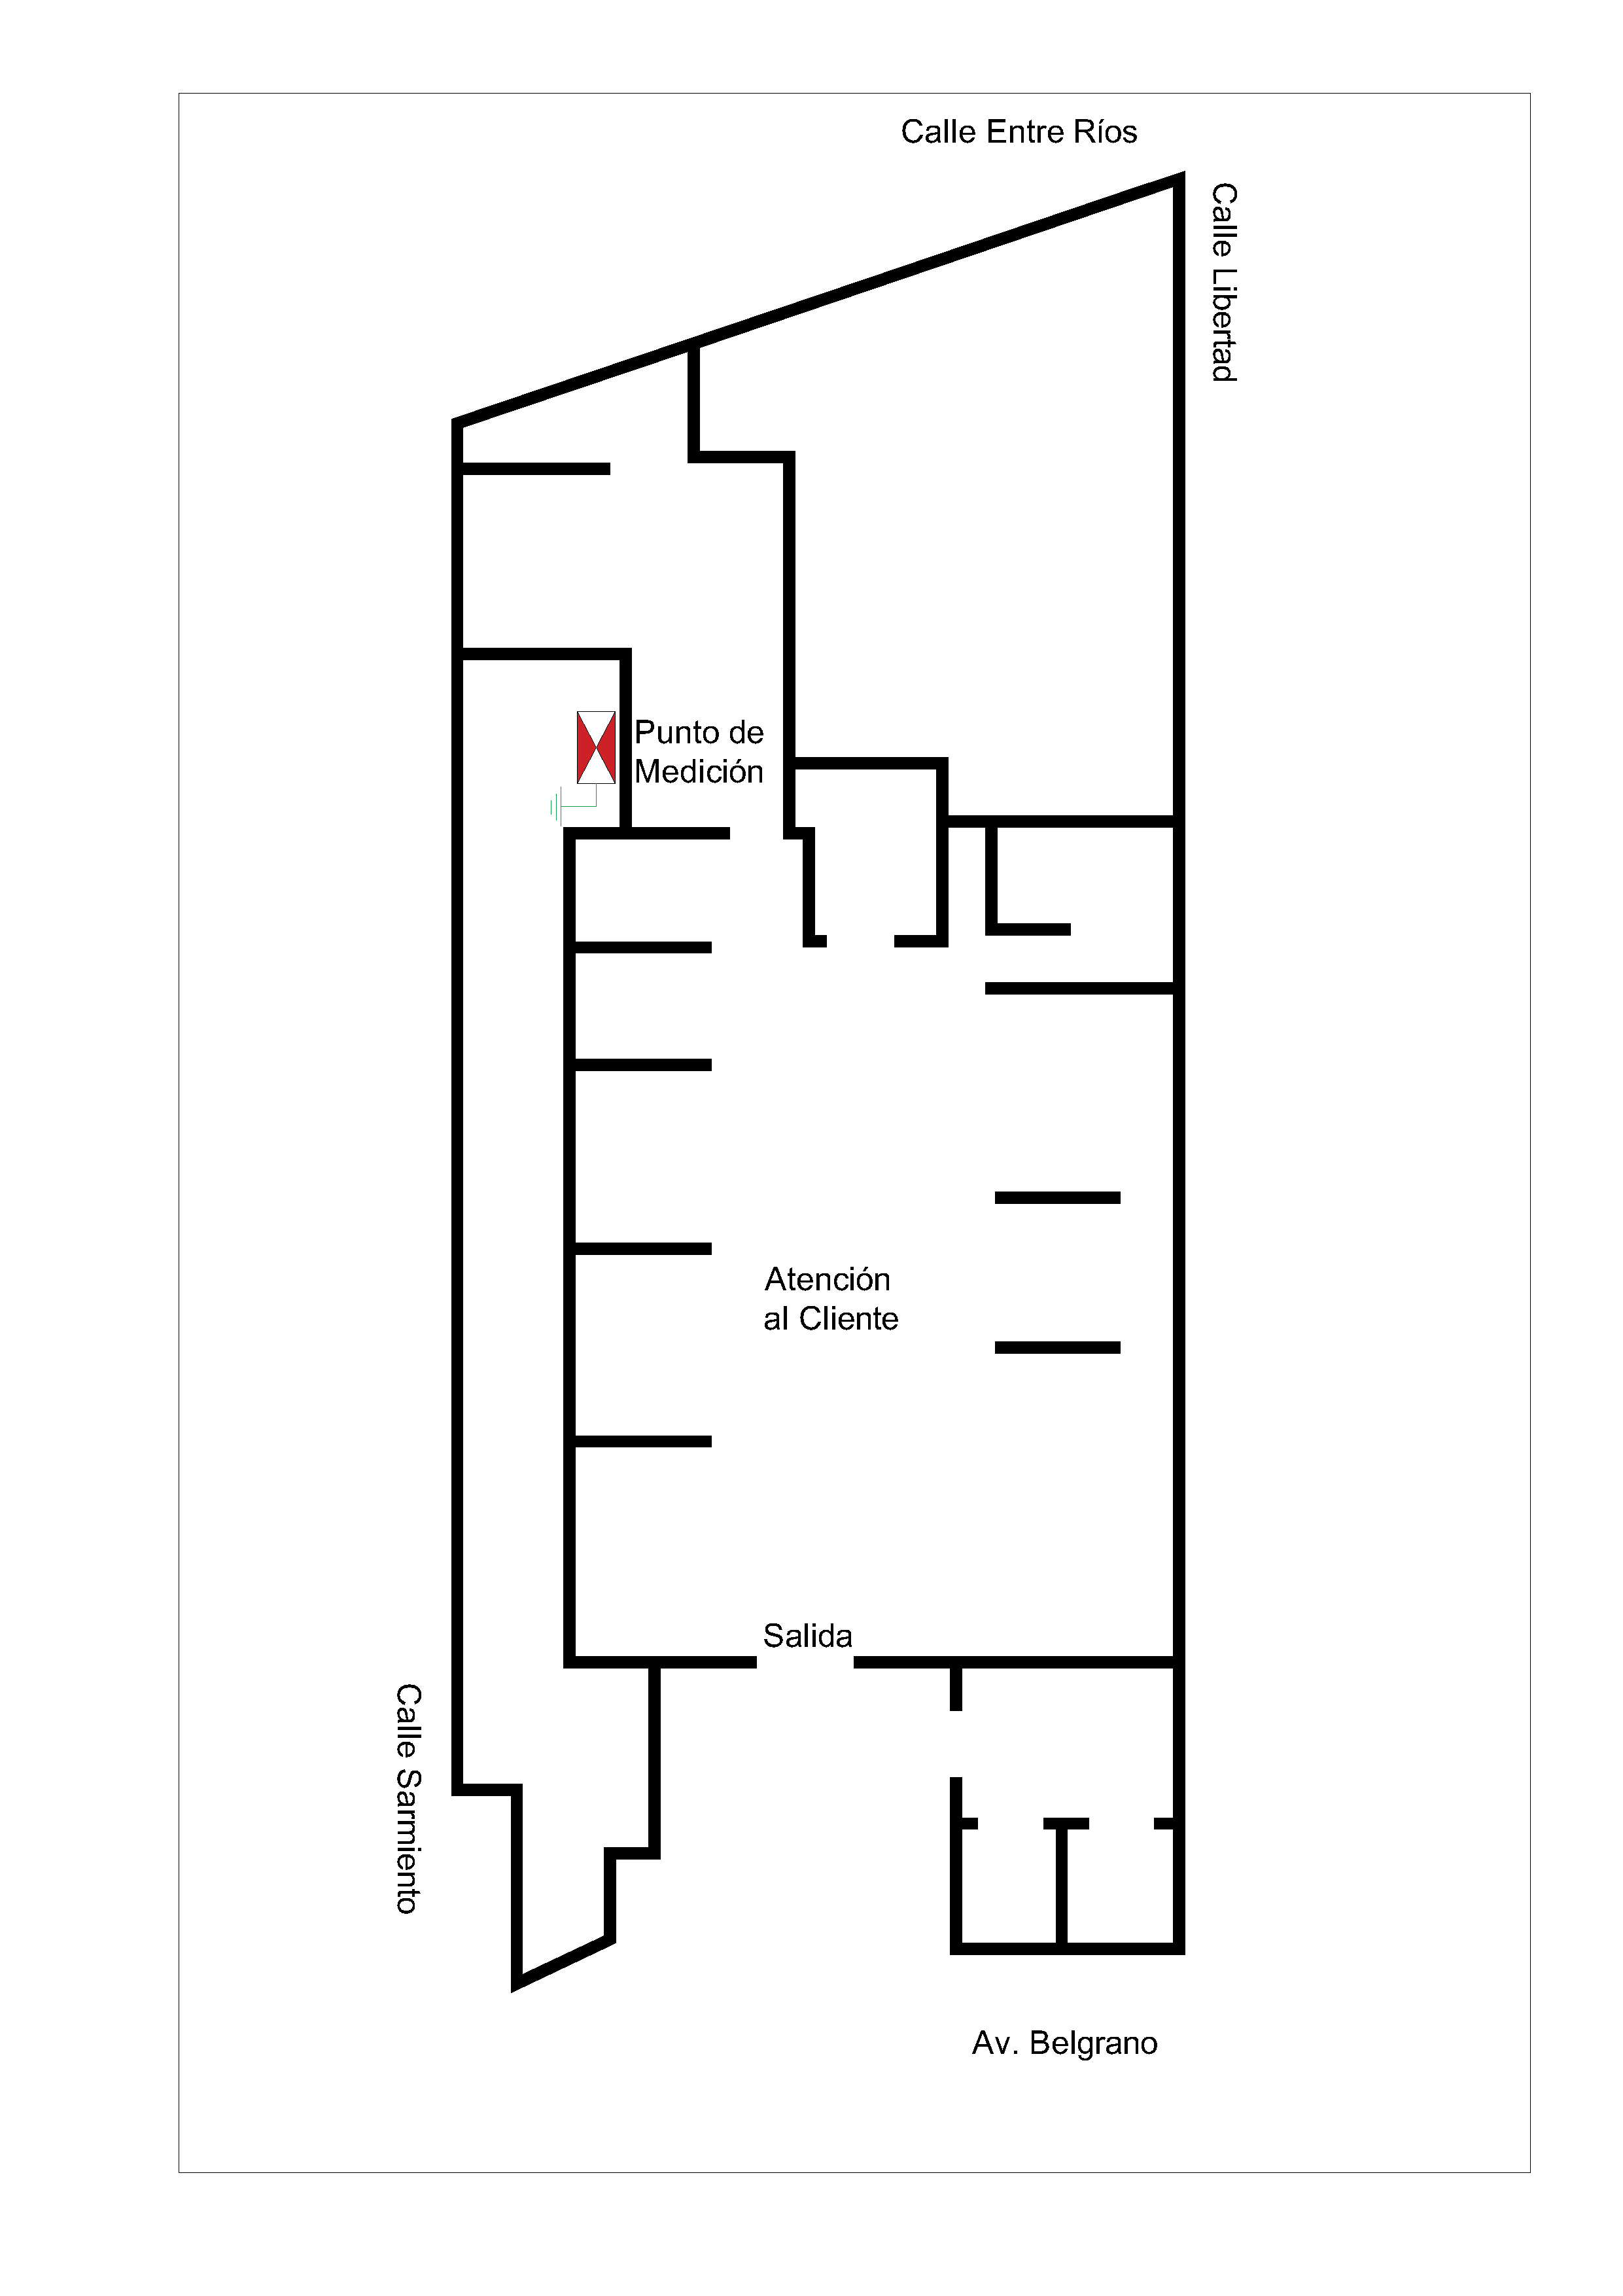 Calle Entre Ríos
Calle Libertad
Punto de
Medición
Atención
al Cliente
Salida
Calle Sarmiento
Av. Belgrano